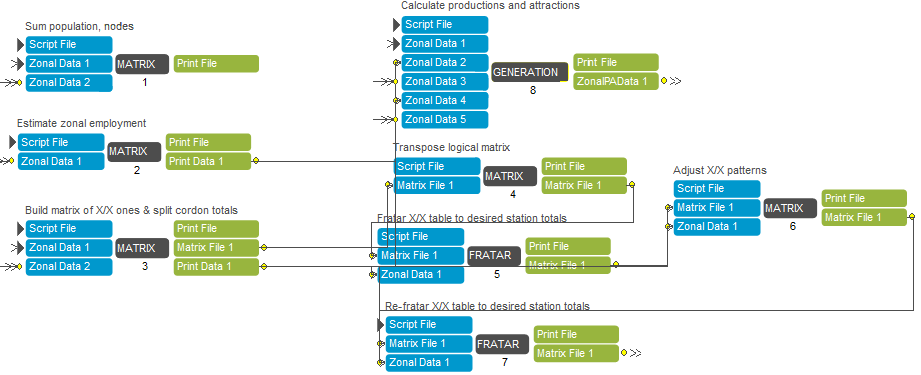 Sum population, nodes
Script File
Zonal Data 1
MATRIX
Print File
Zonal Data 2
1
Estimate zonal employment
Script File
Print File
MATRIX
Zonal Data 1
Print Data 1
2
Build matrix of X/X ones & split cordon totals
Script File
Print File
Zonal Data 1
MATRIX
Matrix File 1
Zonal Data 2
3
Print Data 1
Calculate productions and attractions
Script File
Zonal Data 1
Zonal Data 2
Print File
GENERATION
Zonal Data 3
ZonalPAData 1
8
Zonal Data 4
Zonal Data 5
Transpose logical matrix
Script File
Print File
MATRIX
Matrix File 1
Matrix File 1
4
Fratar X/X table to desired station totals
Script File
Print File
Matrix File 1
FRATAR
Matrix File 1
Zonal Data 1
5
Re-fratar X/X table to desired station totals
Script File
Print File
Matrix File 1
FRATAR
Matrix File 1
Zonal Data 1
7
Adjust X/X patterns
Script File
Print File
Matrix File 1
MATRIX
Matrix File 1
Zonal Data 1
6